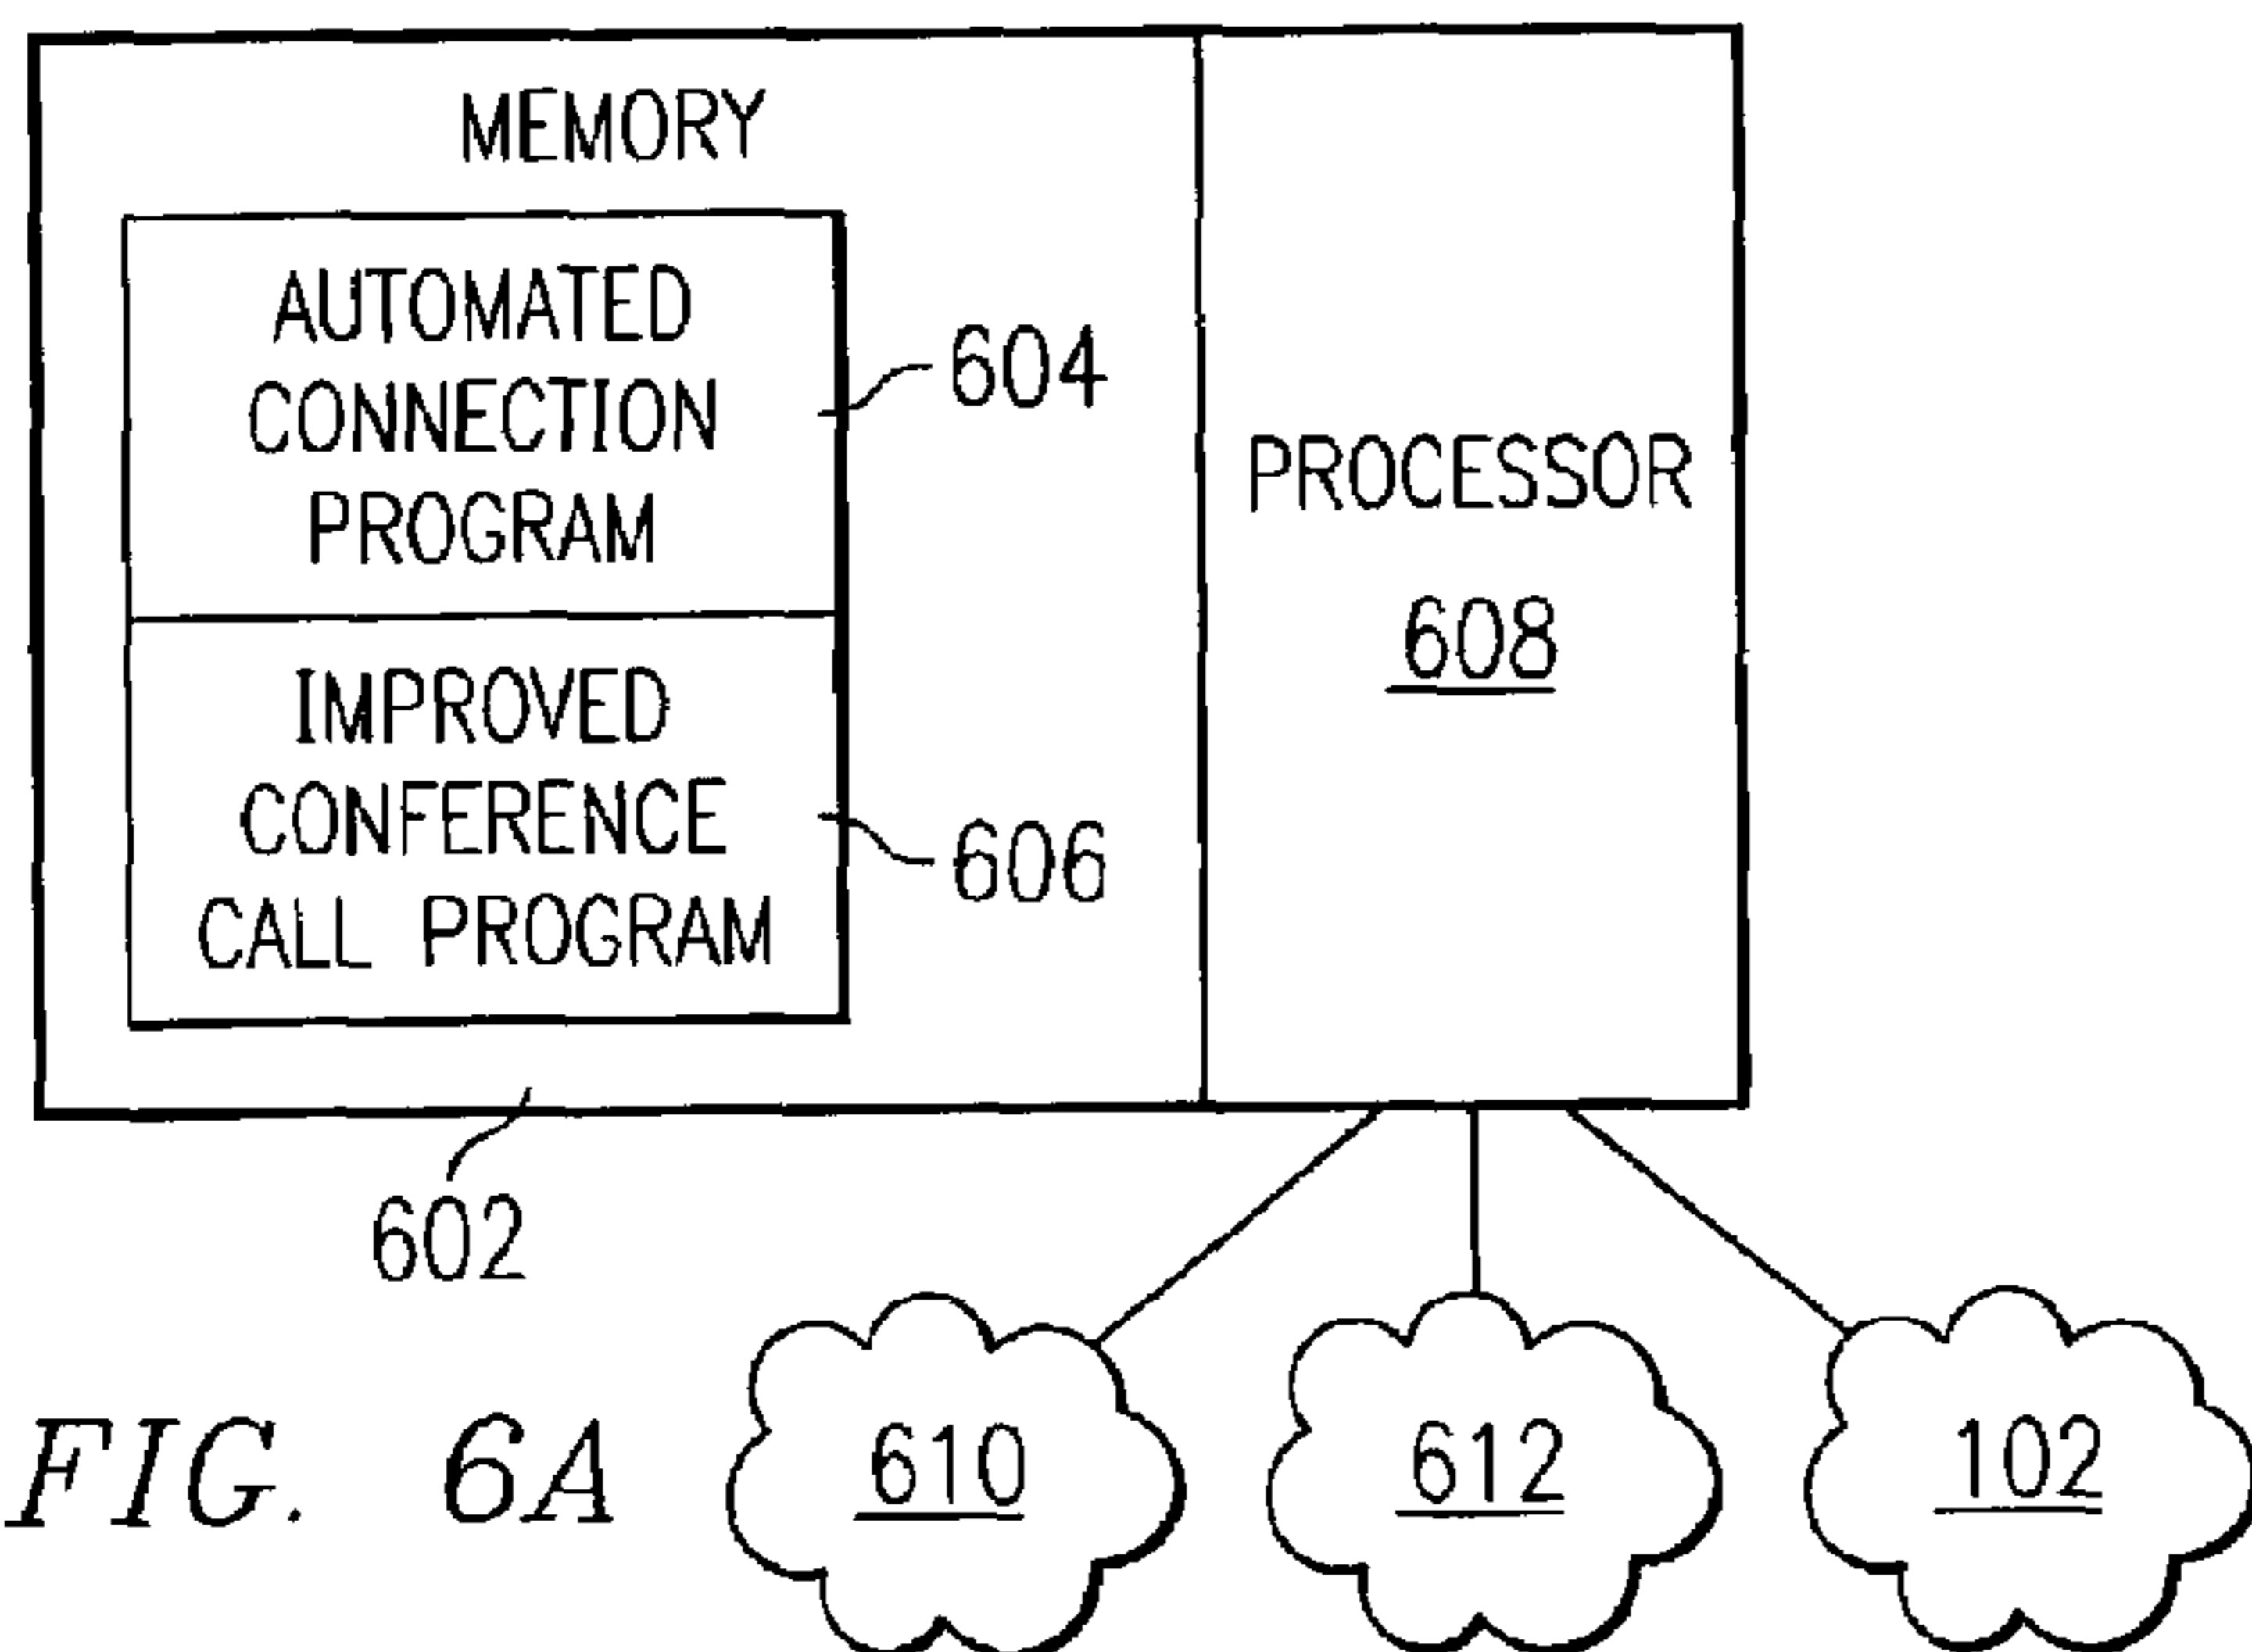 MEMORY
AUTOMATED
CONNECTION
PROGRAM
604
IMPROVED
CONFERENCE
CALL PROGRAM
606
PROCESSOR
608
602
610
612
102
FIG. 6A